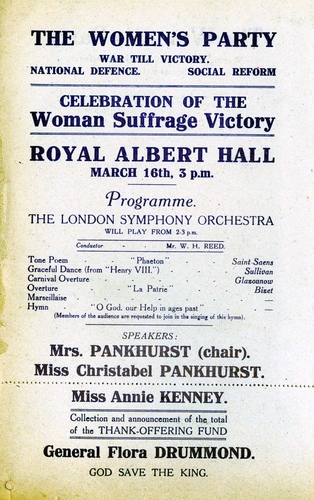 THE WOMEN'S PARTY
WAR TILL VICTORY.
NATIONAL DEFENCE. SOCIAL REFORM
CELEBRATION OF THE
Woman Suffrage Victory
ROYAL ALBERT HALL
MARCH 16th, 3 p.m.
Programme.
THE LONDON SYMPHONY ORCHESTRA
WILL PLAY FROM 2-3 p.m.
Conductor - Mr. W. H. REED.
Tone Poem - "Phaeton" - Saint-Saens
Graceful Dance (from "Henry VIII.") - Sullivan
Carnival Overture - Glazounow
Overture - "La Patrie" - Bizet
Marseillaise - —
Hymn - "O God, our Help in ages past" —
(Members of the audience are requested to join in the singing of this hymn).
SPEAKERS:
Mrs. PANKHURST (chair).
Miss Christabel PANKHURST.
Miss Annie KENNEY.
Collection and announcement of the total
of the THANK-OFFERING FUND
General Flora DRUMMOND.
GOD SAVE THE KING.